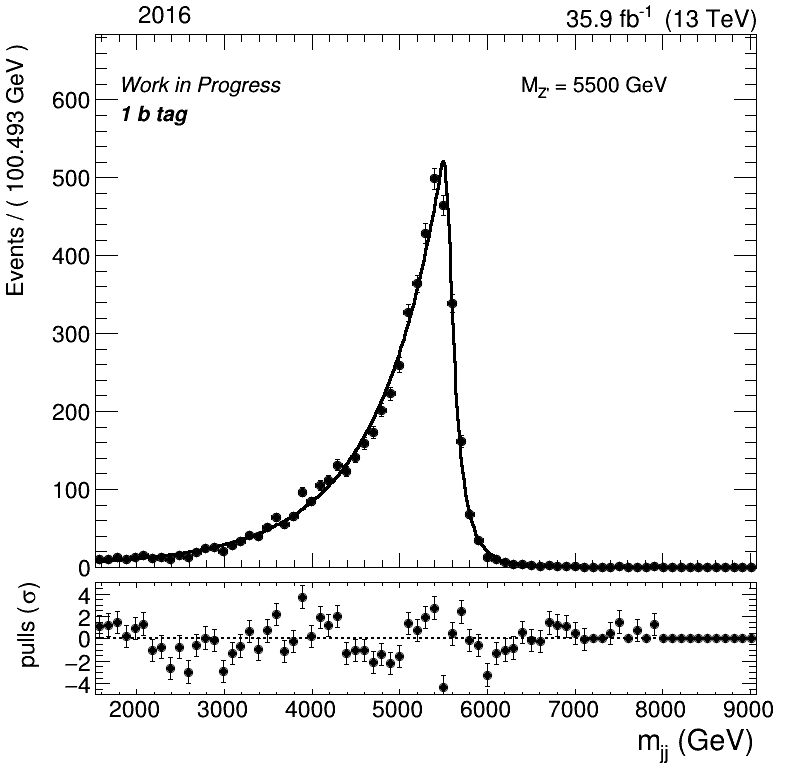 2016
35.9 fb⁻¹ (13 TeV)
Events / ( 100.493 GeV )
Work in Progress
1 b tag
M_Z' = 5500 GeV
600
500
400
300
200
100
0
pulls (σ)
4
2
0
−2
−4
2000 3000 4000 5000 6000 7000 8000 9000
m_jj (GeV)